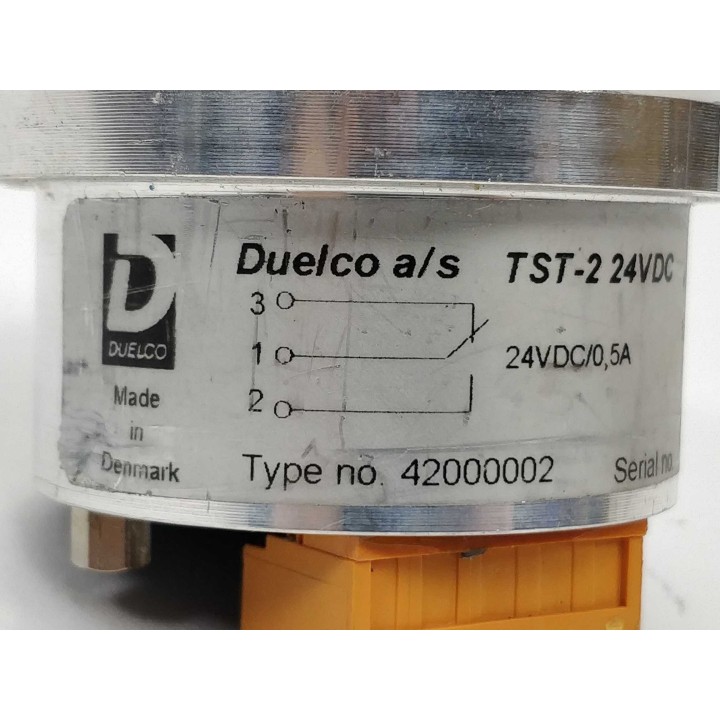 D
DUELCO
Made
in
Denmark
Duelco a/s TST-2 24VDC
3
1 24VDC/0,5A
2
Type no. 42000002 Serial no.